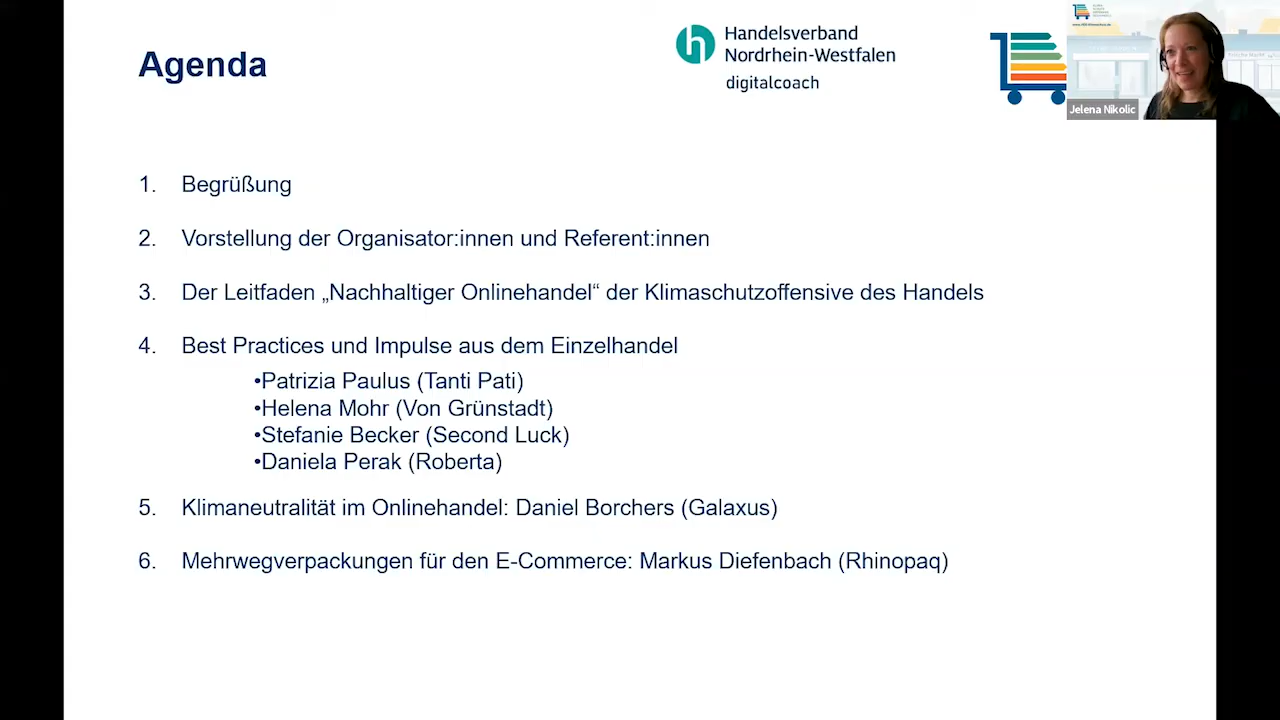 Agenda
Handelsverband
Nordrhein-Westfalen
digitalcoach
Jelena Nikolic
1. Begrüßung
2. Vorstellung der Organisator:innen und Referent:innen
3. Der Leitfaden „Nachhaltiger Onlinehandel“ der Klimaschutzoffensive des Handels
4. Best Practices und Impulse aus dem Einzelhandel
•Patrizia Paulus (Tanti Pati)
•Helena Mohr (Von Grünstadt)
•Stefanie Becker (Second Luck)
•Daniela Perak (Roberta)
5. Klimaneutralität im Onlinehandel: Daniel Borchers (Galaxus)
6. Mehrwegverpackungen für den E-Commerce: Markus Diefenbach (Rhinopaq)